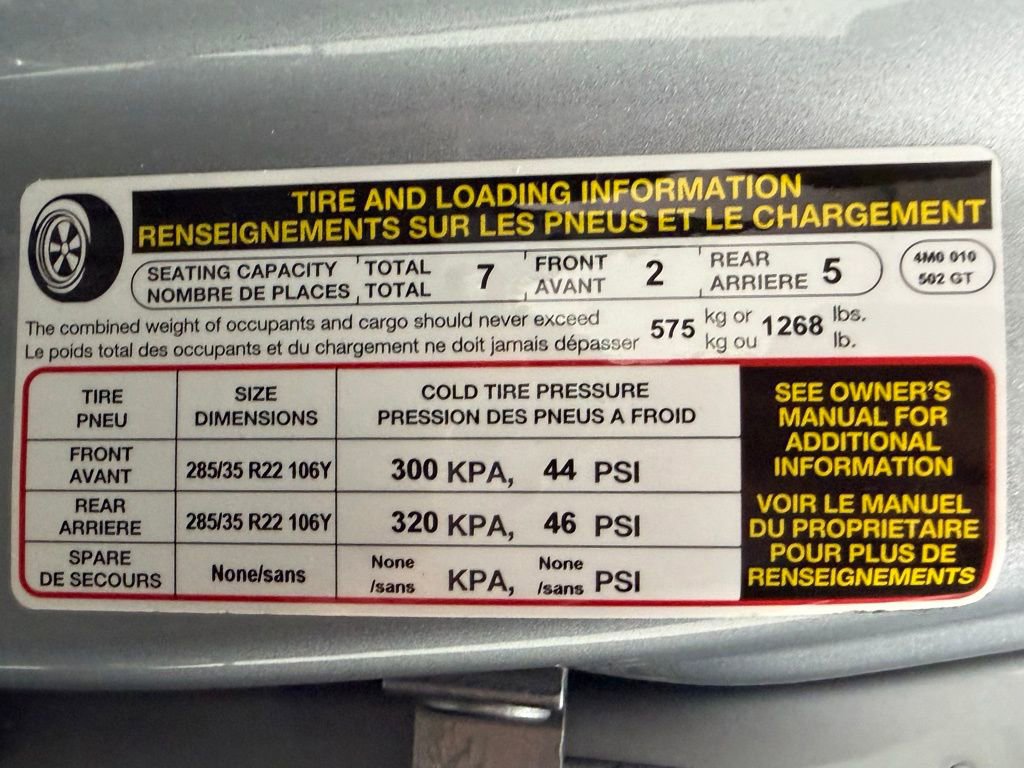 TIRE AND LOADING INFORMATION
RENSEIGNEMENTS SUR LES PNEUS ET LE CHARGEMENT
SEATING CAPACITY TOTAL 7 FRONT 2 REAR 5
NOMBRE DE PLACES TOTAL AVANT ARRIERE
4M0 010
502 GT
The combined weight of occupants and cargo should never exceed 575 kg or 1268 lbs.
Le poids total des occupants et du chargement ne doit jamais dépasser kg ou lb.
TIRE SIZE COLD TIRE PRESSURE
PNEU DIMENSIONS PRESSION DES PNEUS A FROID
FRONT
AVANT 285/35 R22 106Y 300 KPA, 44 PSI
REAR
ARRIERE 285/35 R22 106Y 320 KPA, 46 PSI
SPARE None None
DE SECOURS None/sans /sans KPA, /sans PSI
SEE OWNER'S
MANUAL FOR
ADDITIONAL
INFORMATION
VOIR LE MANUEL
DU PROPRIETAIRE
POUR PLUS DE
RENSEIGNEMENTS